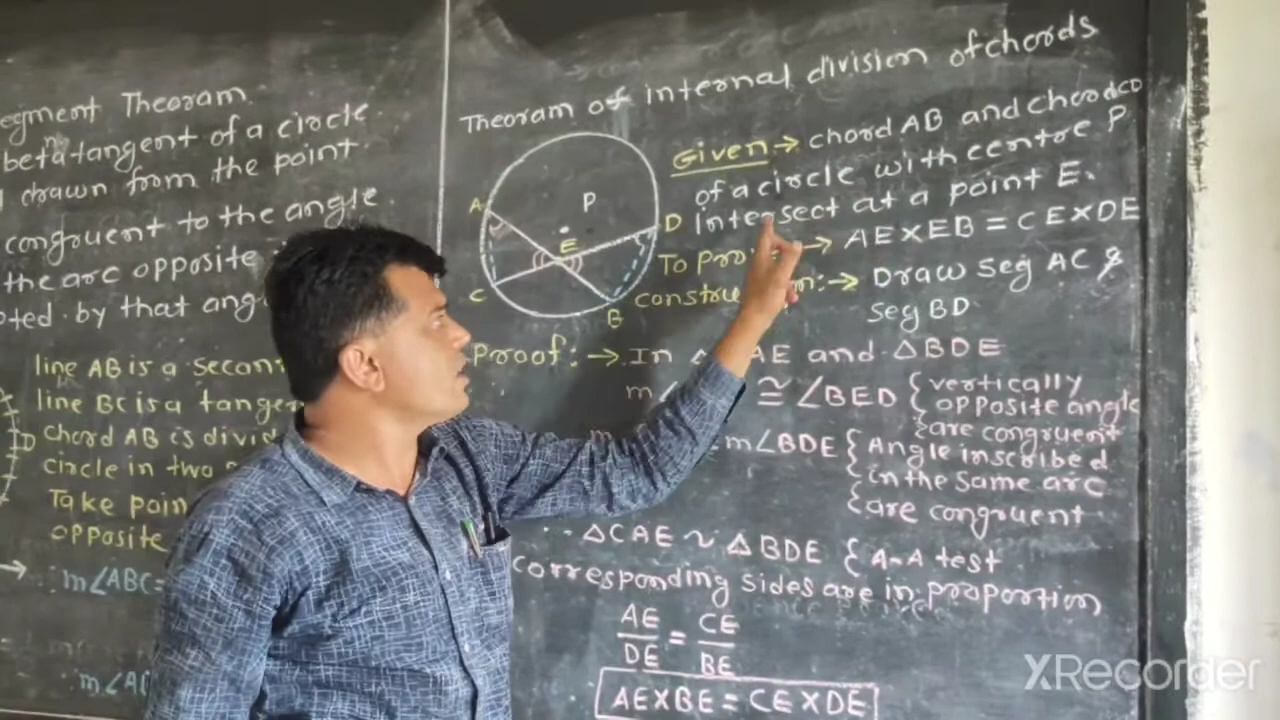 egment Theoram.
be a tangent of a circle.
drawn from the point.
congruent to the angle
the arc opposite
oted by that ang
line AB is a secan
line BC is a tangen
D chord AB is divid
circle in two
Take poin
opposite
→
m∠ABC=
=
m∠A
Theoram of internal division of chords
Given:→ chord AB and chord CD
of a circle with centre P
intersect at a point E.
To Pro → AE×EB = CE×DE
constru n:→ Draw seg AC &
seg BD
A
P
D
E
C
B
Proof:→ In △ AE and △BDE
m∠ ≅ ∠BED { vertically
{ opposite angle
{ are congruent
= m∠BDE { Angle inscribed
{ in the same arc
{ are congruent
∴ △CAE ~ △BDE { A-A test
corresponding sides are in proportion
AE/DE = CE/BE
AE×BE = CE×DE
XRecorder